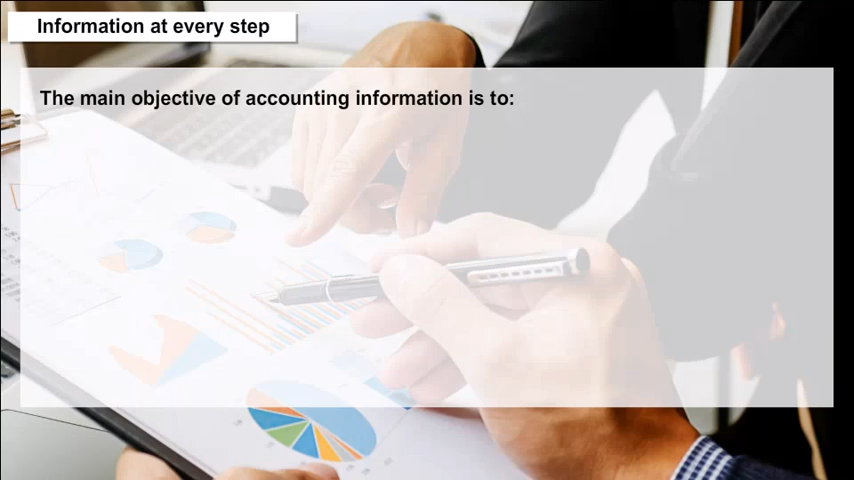 Information at every step
The main objective of accounting information is to: